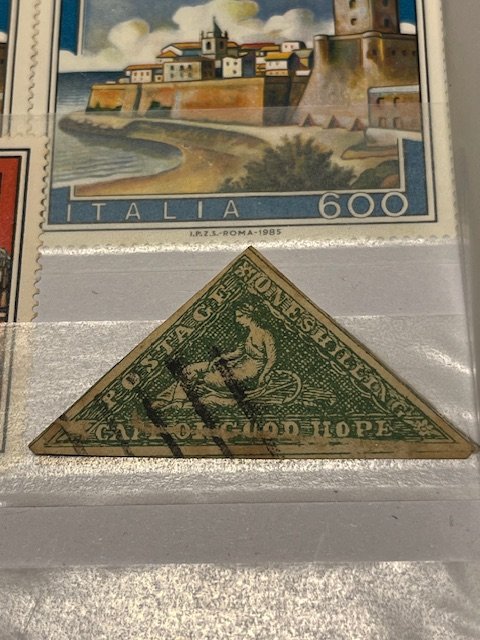 ITALIA 600
I.P.Z.S.-ROMA-1985
POSTAGE
ONE SHILLING
CAPE OF GOOD HOPE